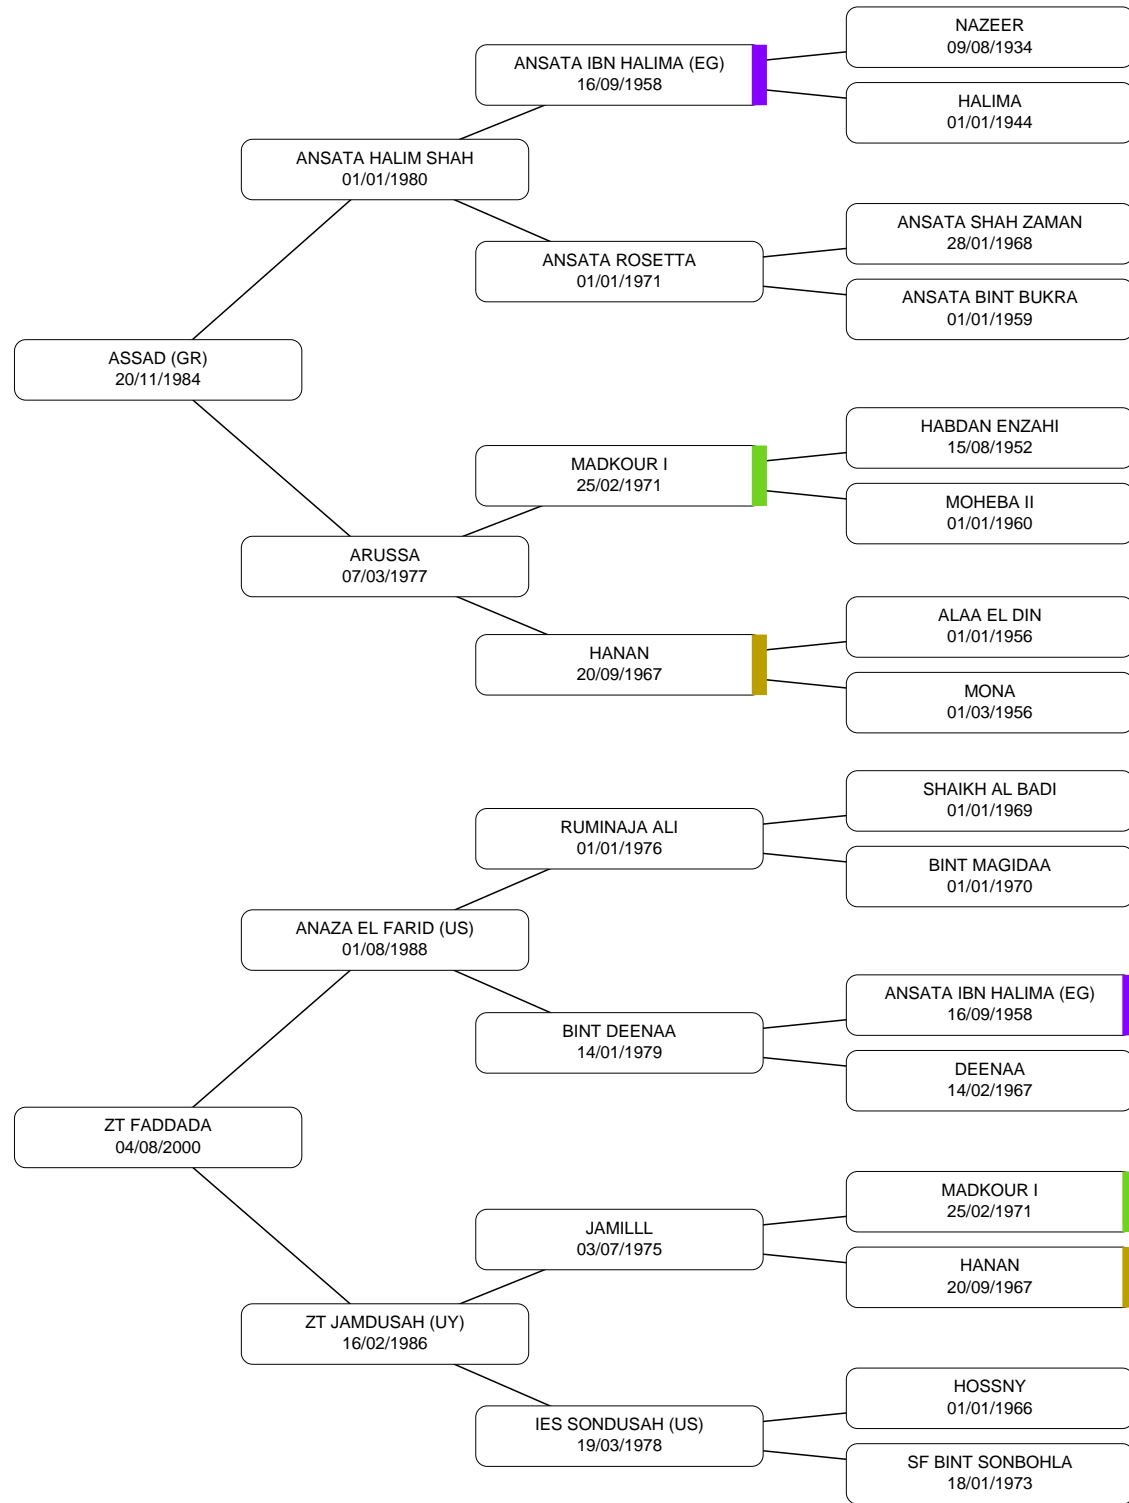 NAZEER
09/08/1934
ANSATA IBN HALIMA (EG)
16/09/1958
HALIMA
01/01/1944
ANSATA HALIM SHAH
01/01/1980
ANSATA SHAH ZAMAN
28/01/1968
ANSATA ROSETTA
01/01/1971
ANSATA BINT BUKRA
01/01/1959
ASSAD (GR)
20/11/1984
HABDAN ENZAHI
15/08/1952
MADKOUR I
25/02/1971
MOHEBA II
01/01/1960
ARUSSA
07/03/1977
ALAA EL DIN
01/01/1956
HANAN
20/09/1967
MONA
01/03/1956
SHAIKH AL BADI
01/01/1969
RUMINAJA ALI
01/01/1976
BINT MAGIDAA
01/01/1970
ANAZA EL FARID (US)
01/08/1988
ANSATA IBN HALIMA (EG)
16/09/1958
BINT DEENAA
14/01/1979
DEENAA
14/02/1967
ZT FADDADA
04/08/2000
MADKOUR I
25/02/1971
JAMILLL
03/07/1975
HANAN
20/09/1967
ZT JAMDUSAH (UY)
16/02/1986
HOSSNY
01/01/1966
IES SONDUSAH (US)
19/03/1978
SF BINT SONBOHLA
18/01/1973